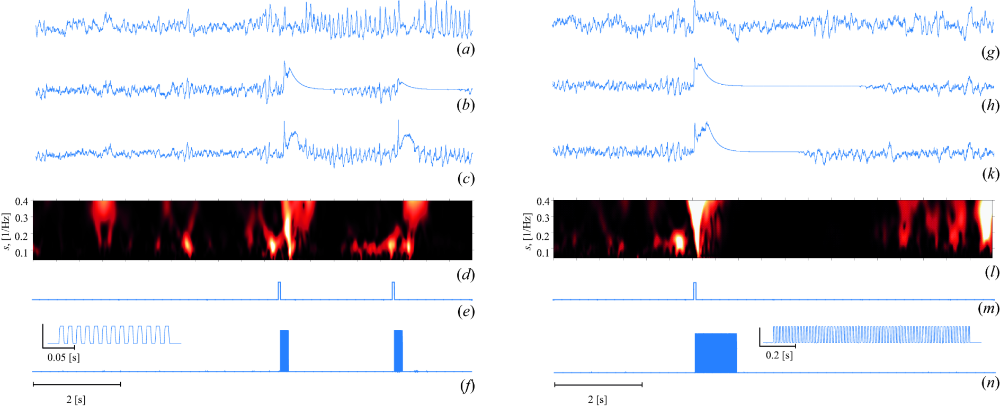 (a)
(b)
(c)
0.4
0.3
0.2
0.1
s, [1/Hz]
(d)
(e)
0.05 [s]
(f)
2 [s]
(g)
(h)
(k)
0.4
0.3
0.2
0.1
s, [1/Hz]
(l)
(m)
0.2 [s]
(n)
2 [s]